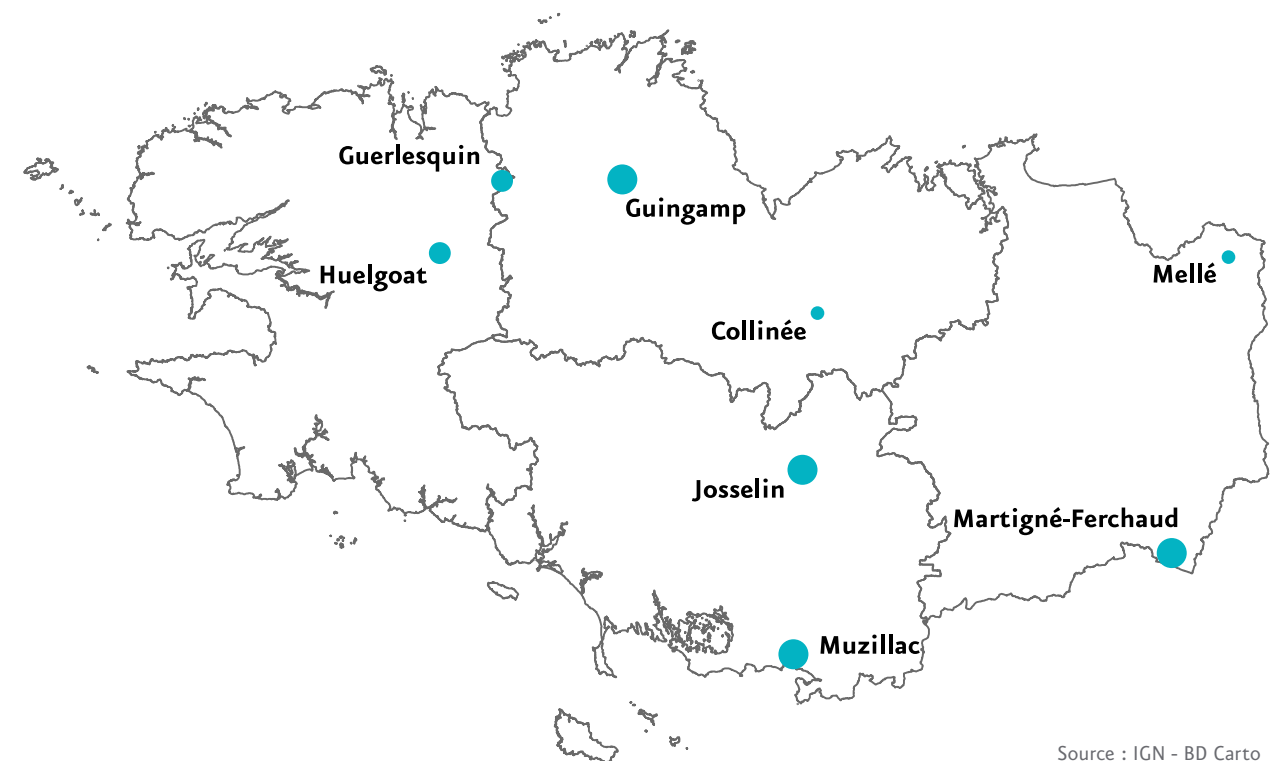 Guerlesquin
Guingamp
Huelgoat
Mellé
Collinée
Josselin
Martigné-Ferchaud
Muzillac
Source : IGN - BD Carto